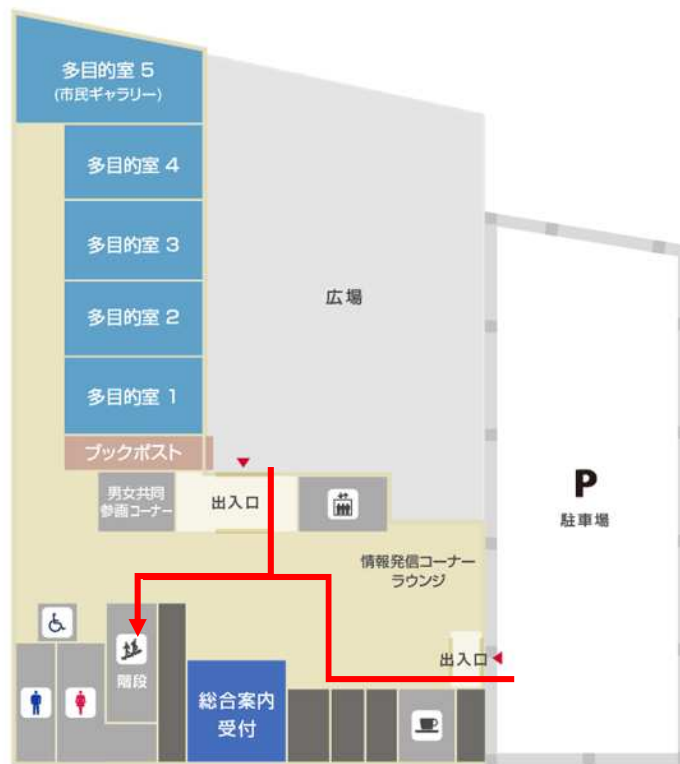 多目的室 5
(市民ギャラリー)
多目的室 4
多目的室 3
多目的室 2
多目的室 1
広場
ブックポスト
男女共同
参画コーナー
出入口
P
駐車場
情報発信コーナー
ラウンジ
出入口
階段
総合案内
受付